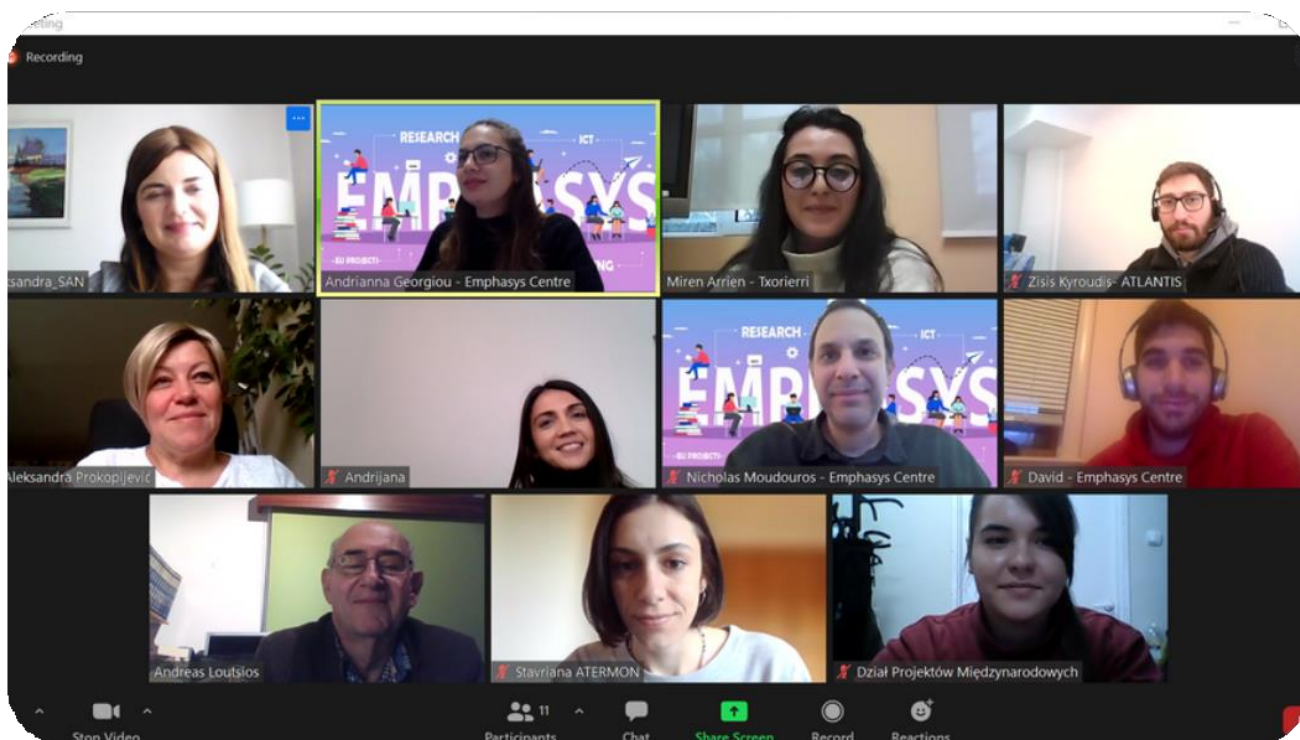 Recording
RESEARCH
ICT
EMPHASYS
EU PROJECTS
sandra_SAN
Andrianna Georgiou - Emphasys Centre
Miren Arrien - Txorierri
Zisis Kyroudis- ATLANTIS
RESEARCH
ICT
EMPHASYS
EU PROJECTS
Aleksandra Prokopijević
Andrijana
Nicholas Moudouros - Emphasys Centre
David - Emphasys Centre
Andreas Loutsios
Stavriana ATERMON
Dział Projektów Międzynarodowych
11
Stop Video
Participants
Chat
Share Screen
Record
Reactions